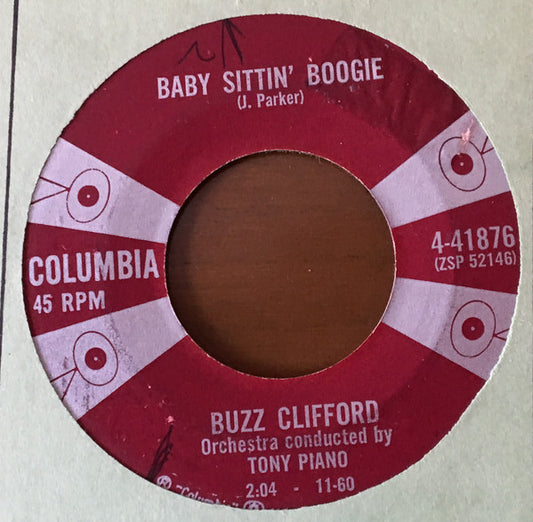 BABY SITTIN' BOOGIE
(J. Parker)
COLUMBIA
45 RPM
4-41876
(ZSP 52146)
BUZZ CLIFFORD
Orchestra conducted by
TONY PIANO
2:04 - 11-60
® "Columbia" ®